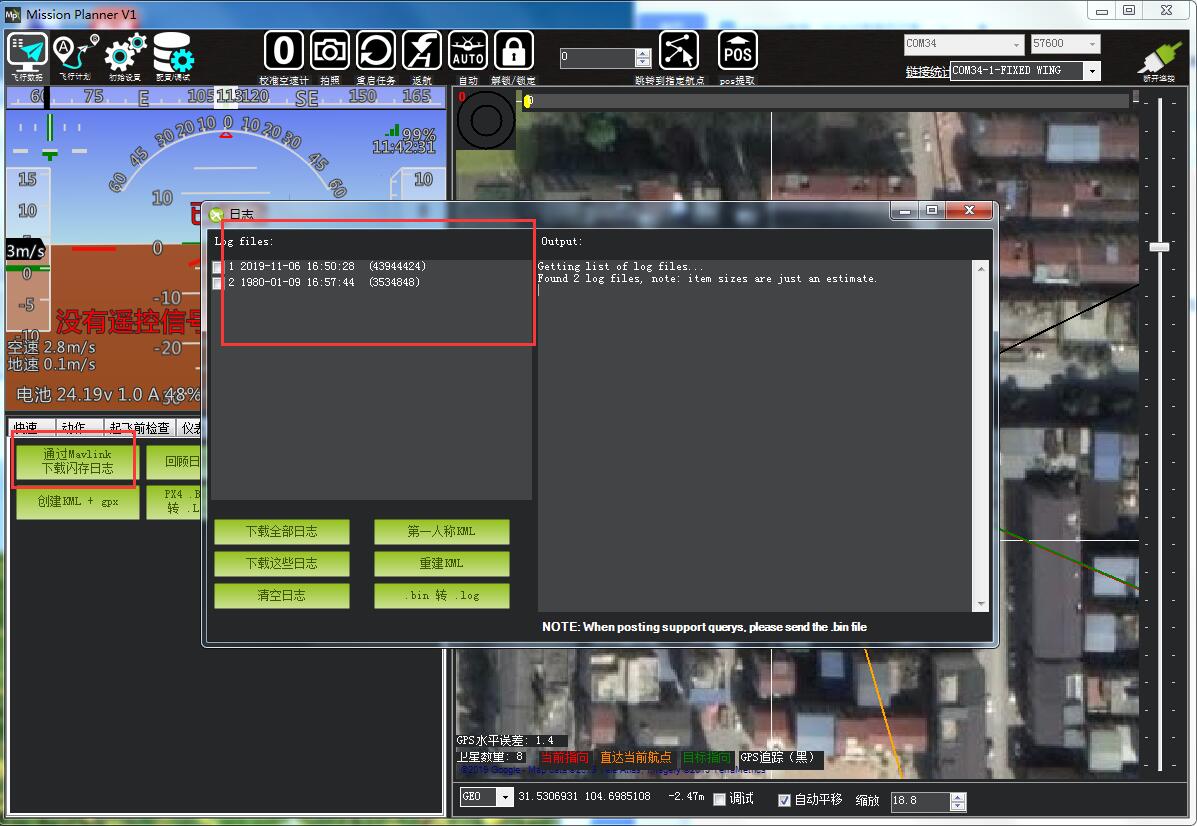 Mission Planner V1
飞行数据
飞行计划
初始设置
配置/调试
校准空速计
拍照
重启任务
返航
AUTO
自动
解锁/锁定
0
跳转到指定航点
POS
pos提取
COM34
57600
链接统计
COM34-1-FIXED WING
断开连接
60 75 E 105 113 120 SE 150 165
60 45 30 20 10 0 10 20 30 45 60
99%
11:42:31
15
10
3m/s
0
-5
-10
10
0
-10
-20
10
没有遥控信号
空速 2.8m/s
地速 0.1m/s
电池 24.19v 1.0 A 48%
快速
动作
起飞前检查
通过Mavlink
下载闪存日志
创建KML + gpx
0
0
日志
Log files:
1 2019-11-06 16:50:28 (43944424)
2 1980-01-09 16:57:44 (3534848)
下载全部日志
第一人称KML
下载这些日志
重建KML
清空日志
.bin 转 .log
Output:
Getting list of log files...
Found 2 log files, note: item sizes are just an estimate.
NOTE: When posting support querys, please send the .bin file
GPS水平误差: 1.4
卫星数量: 8
当前指向
直达当前航点
目标指向
GPS追踪（黑）
GEO
31.5306931 104.6985108
-2.47m
调试
自动平移
缩放
18.8